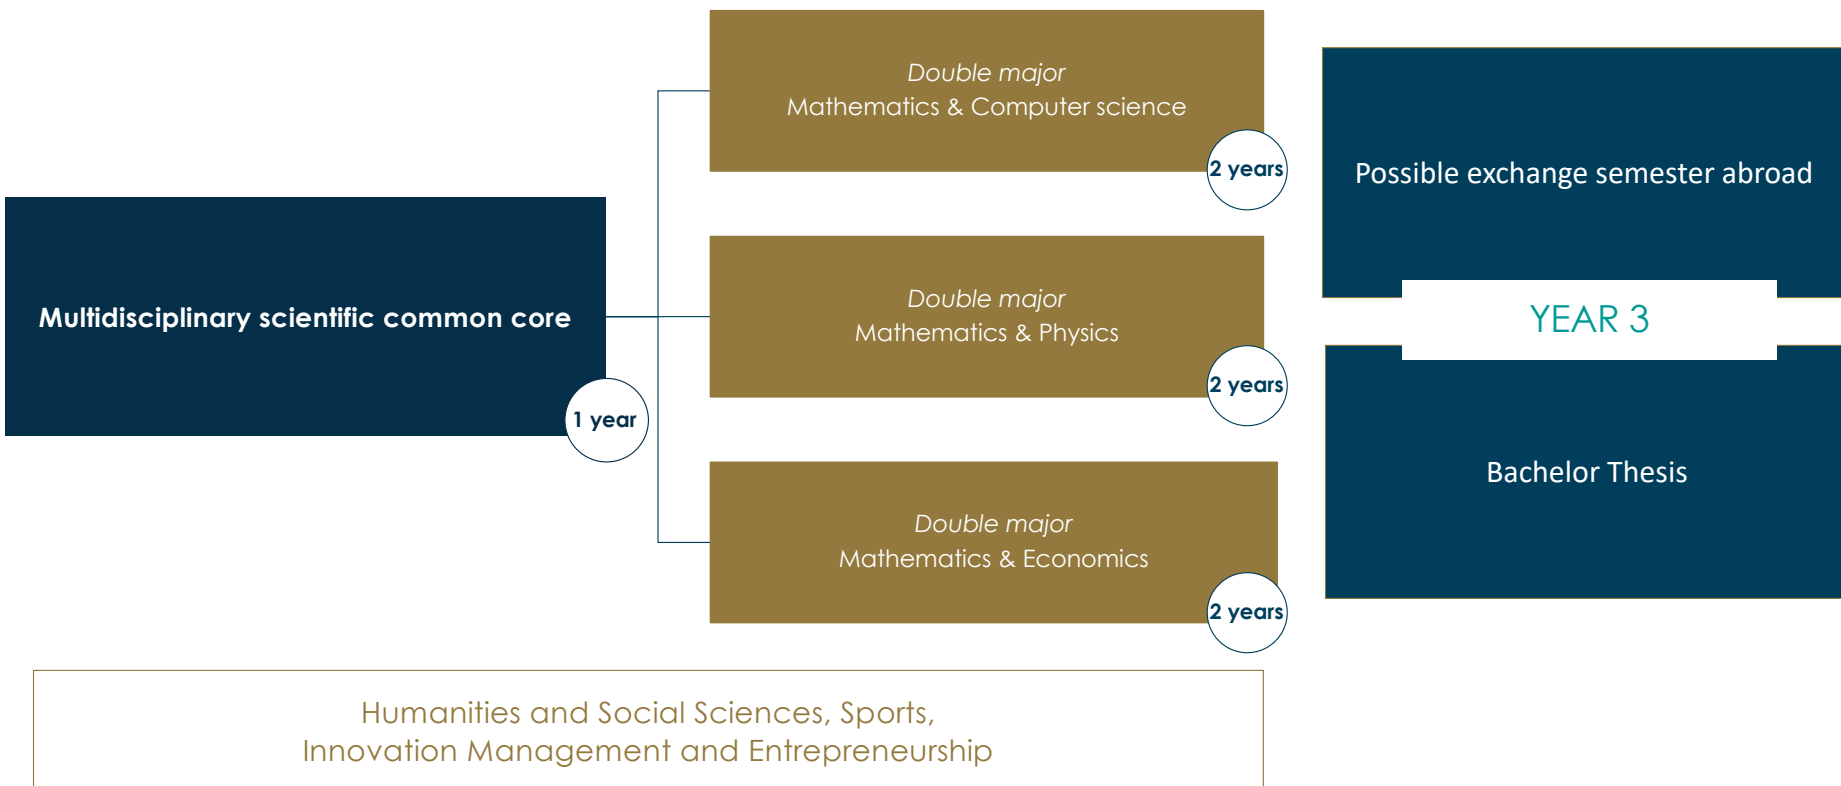 Multidisciplinary scientific common core
1 year
Double major
Mathematics & Computer science
2 years
Double major
Mathematics & Physics
2 years
Double major
Mathematics & Economics
2 years
Possible exchange semester abroad
YEAR 3
Bachelor Thesis
Humanities and Social Sciences, Sports,
Innovation Management and Entrepreneurship